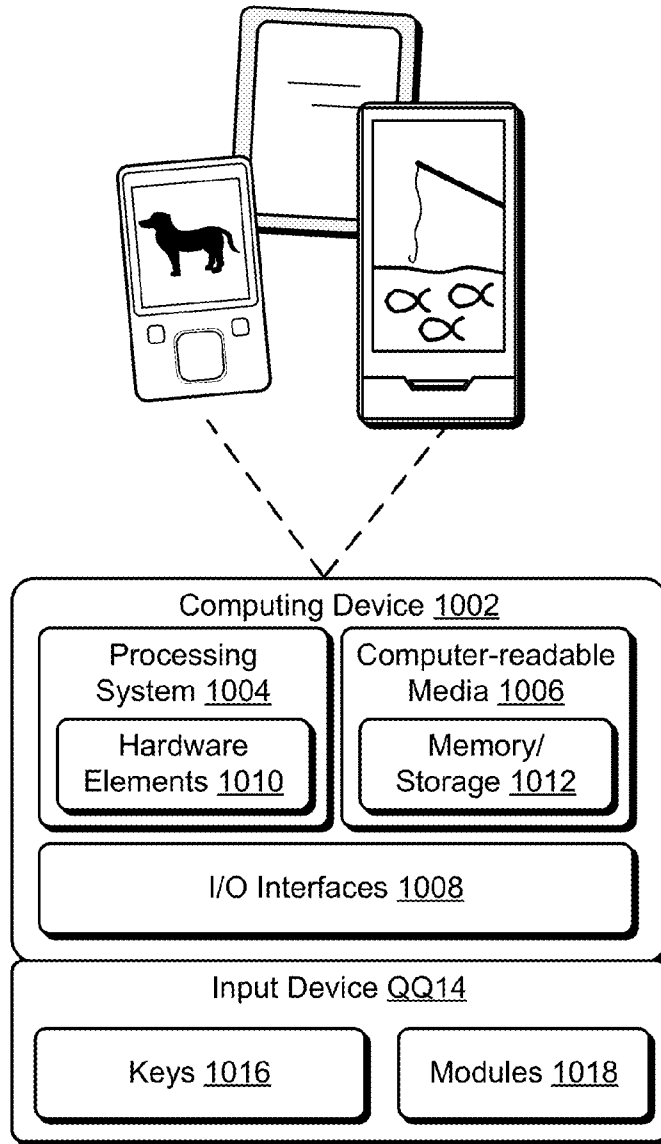 Computing Device 1002
Processing
System 1004
Hardware
Elements 1010
Computer-readable
Media 1006
Memory/
Storage 1012
I/O Interfaces 1008
Input Device QQ14
Keys 1016
Modules 1018